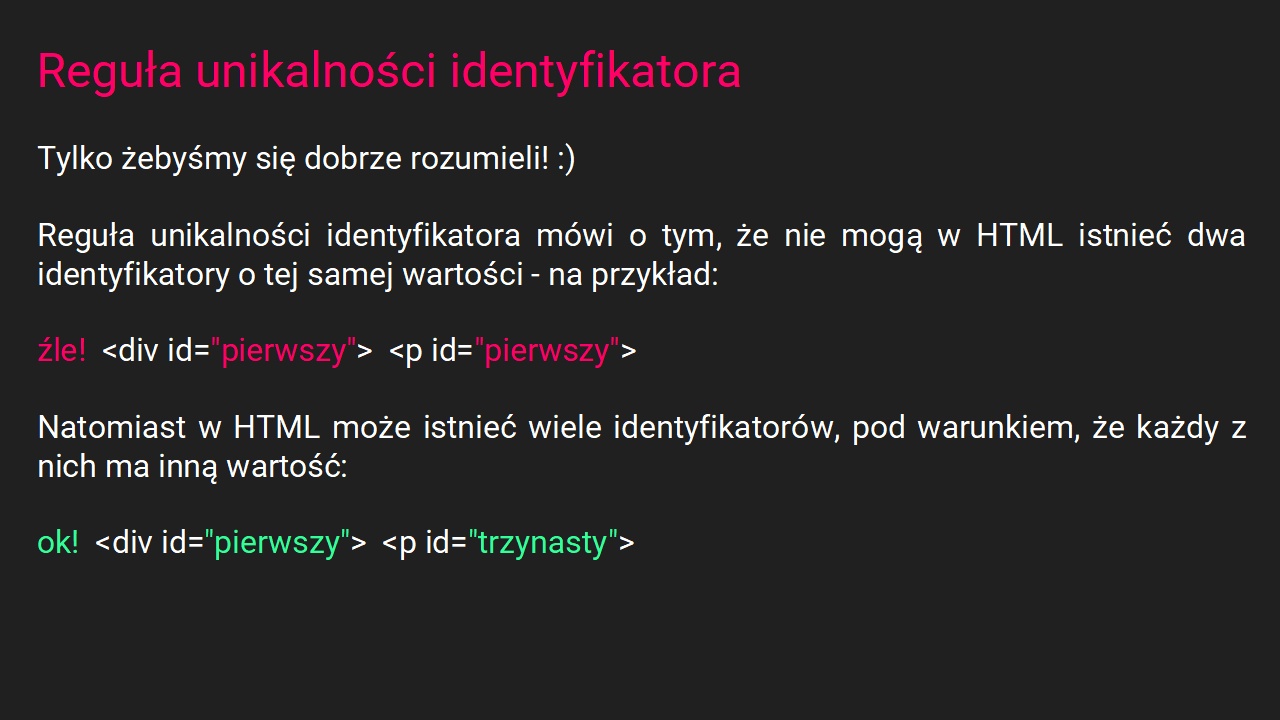 Reguła unikalności identyfikatora
Tylko żebyśmy się dobrze rozumieli! :)
Reguła unikalności identyfikatora mówi o tym, że nie mogą w HTML istnieć dwa
identyfikatory o tej samej wartości - na przykład:
źle! <div id="pierwszy"> <p id="pierwszy">
Natomiast w HTML może istnieć wiele identyfikatorów, pod warunkiem, że każdy z
nich ma inną wartość:
ok! <div id="pierwszy"> <p id="trzynasty">